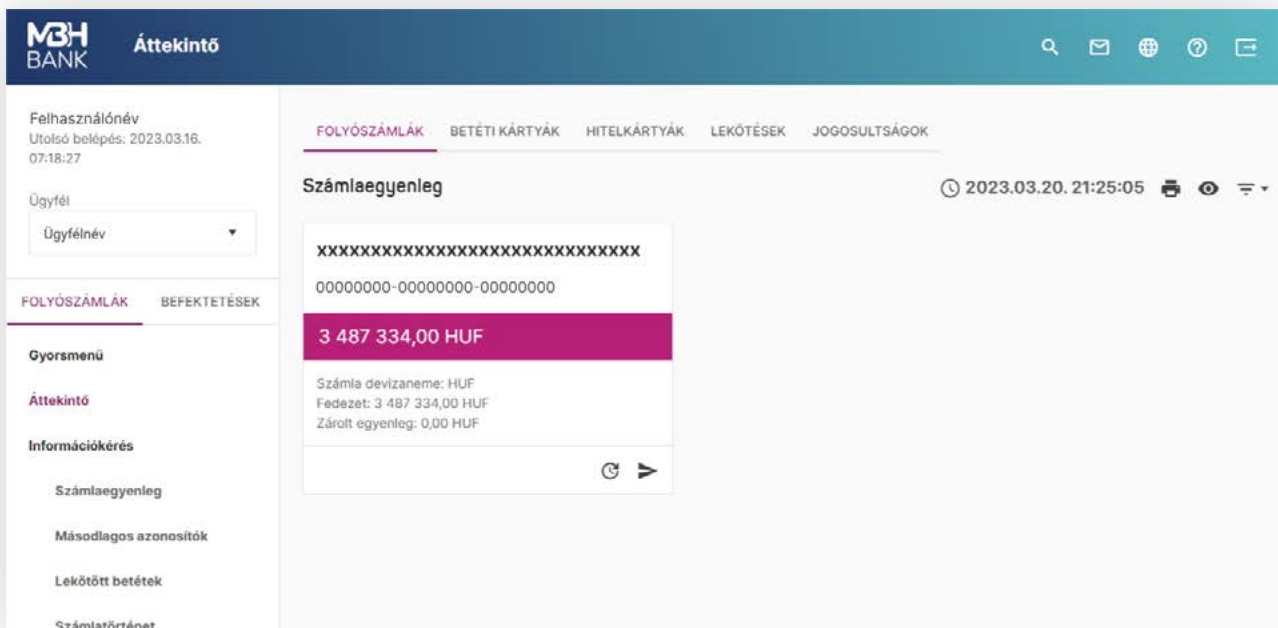 MBH
BANK
Áttekintő
Felhasználónév
Utolsó belépés: 2023.03.16.
07:18:27
Ügyfél
Ügyfélnév
FOLYÓSZÁMLÁK BEFEKTETÉSEK
Gyorsmenü
Áttekintő
Információkérés
Számlaegyenleg
Másodlagos azonosítók
Lekötött betétek
Számlatörténet
FOLYÓSZÁMLÁK BETÉTI KÁRTYÁK HITELKÁRTYÁK LEKÖTÉSEK JOGOSULTSÁGOK
Számlaegyenleg
2023.03.20. 21:25:05
XXXXXXXXXXXXXXXXXXXXXXXXXXXXXX
00000000-00000000-00000000
3 487 334,00 HUF
Számla devizaneme: HUF
Fedezet: 3 487 334,00 HUF
Zárolt egyenleg: 0,00 HUF